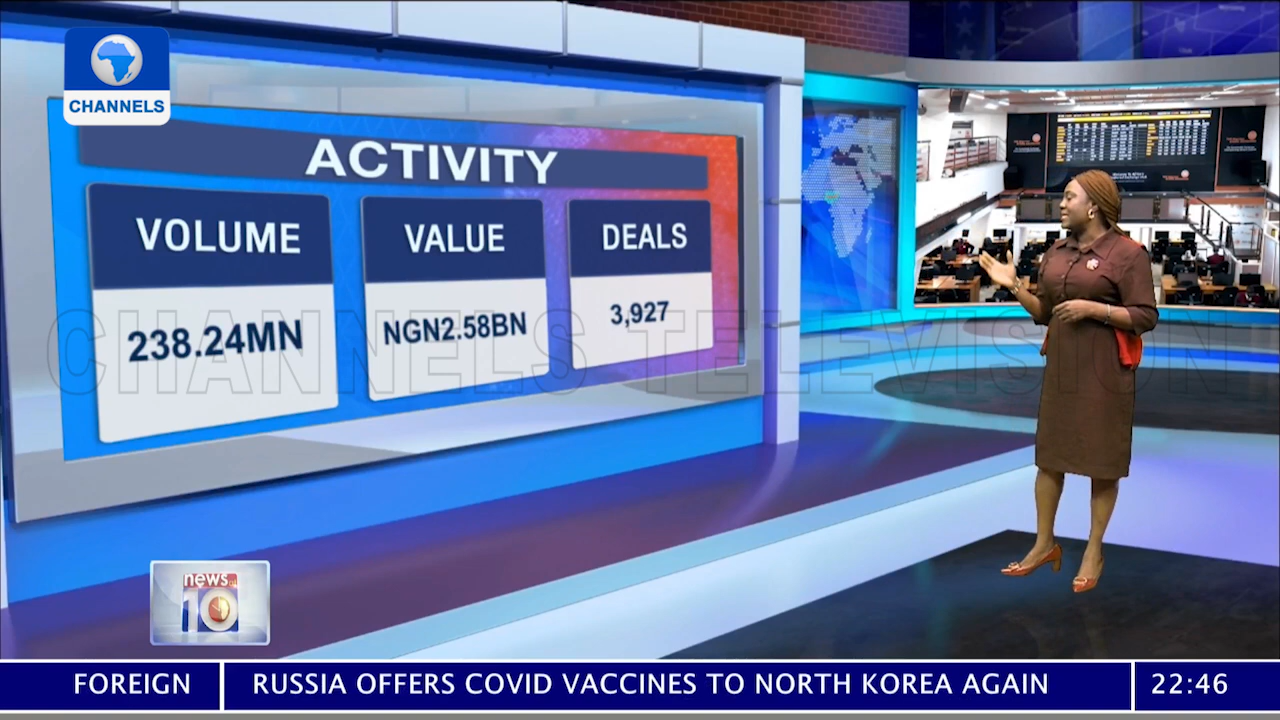 CHANNELS
ACTIVITY
VOLUME
VALUE
DEALS
238.24MN
NGN2.58BN
3,927
CHANNELS TELEVISION
news
10
FOREIGN
RUSSIA OFFERS COVID VACCINES TO NORTH KOREA AGAIN
22:46